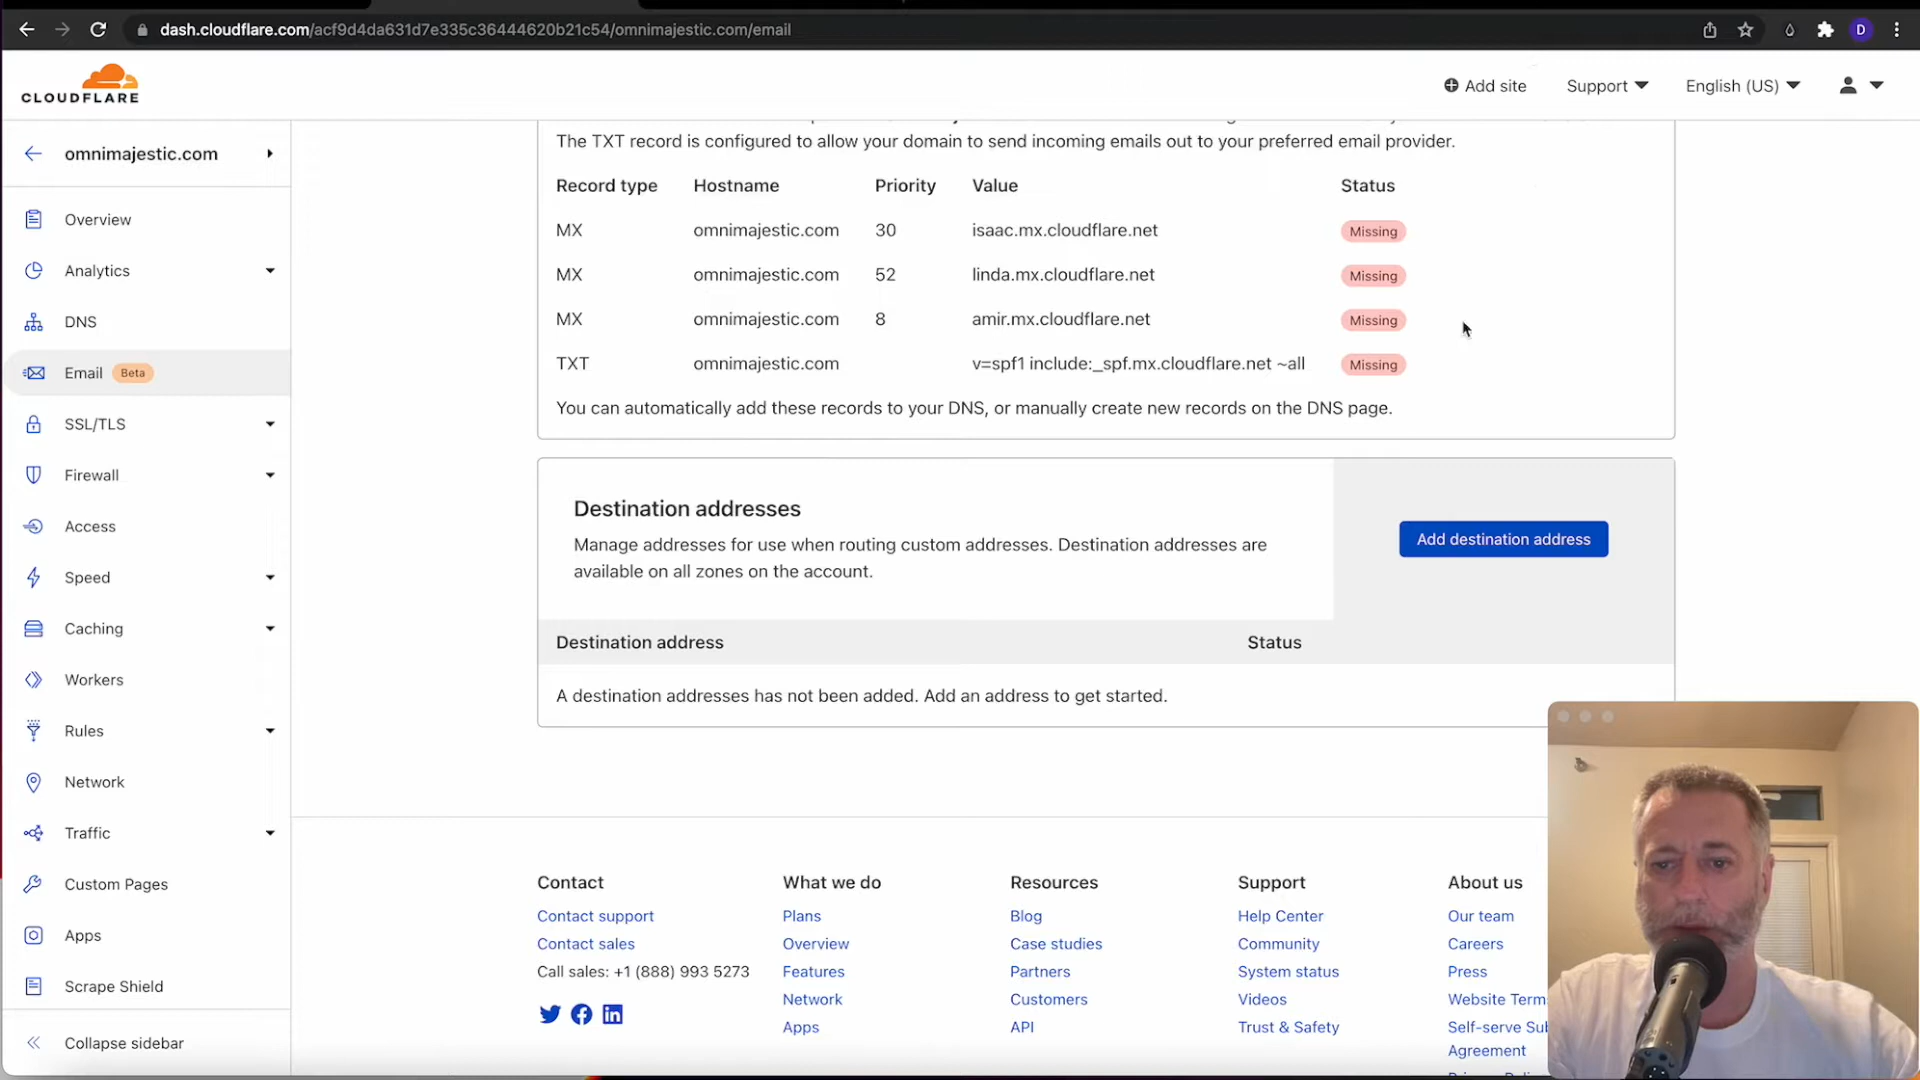 dash.cloudflare.com/acf9d4da631d7e335c36444620b21c54/omnimajestic.com/email
D
CLOUDFLARE
Add site
Support
English (US)
omnimajestic.com
Overview
Analytics
DNS
Email Beta
SSL/TLS
Firewall
Access
Speed
Caching
Workers
Rules
Network
Traffic
Custom Pages
Apps
Scrape Shield
Collapse sidebar
The TXT record is configured to allow your domain to send incoming emails out to your preferred email provider.
Record type Hostname Priority Value Status
MX omnimajestic.com 30 isaac.mx.cloudflare.net Missing
MX omnimajestic.com 52 linda.mx.cloudflare.net Missing
MX omnimajestic.com 8 amir.mx.cloudflare.net Missing
TXT omnimajestic.com v=spf1 include:_spf.mx.cloudflare.net ~all Missing
You can automatically add these records to your DNS, or manually create new records on the DNS page.
Destination addresses
Manage addresses for use when routing custom addresses. Destination addresses are
available on all zones on the account.
Add destination address
Destination address Status
A destination addresses has not been added. Add an address to get started.
Contact
Contact support
Contact sales
Call sales: +1 (888) 993 5273
What we do
Plans
Overview
Features
Network
Apps
Resources
Blog
Case studies
Partners
Customers
API
Support
Help Center
Community
System status
Videos
Trust & Safety
About us
Our team
Careers
Press
Website Term
Self-serve Su
Agreement